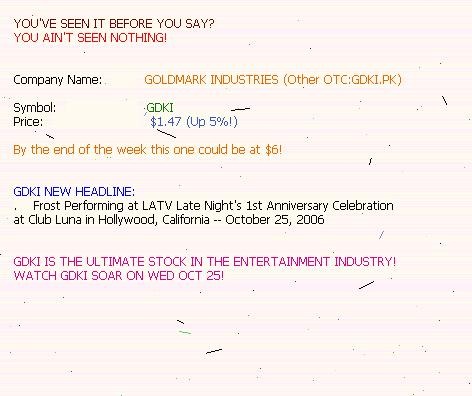 YOU'VE SEEN IT BEFORE YOU SAY?
YOU AIN'T SEEN NOTHING!
Company Name: GOLDMARK INDUSTRIES (Other OTC:GDKI.PK)
Symbol: GDKI
Price: $1.47 (Up 5%!)
By the end of the week this one could be at $6!
GDKI NEW HEADLINE:
. Frost Performing at LATV Late Night's 1st Anniversary Celebration
at Club Luna in Hollywood, California -- October 25, 2006
GDKI IS THE ULTIMATE STOCK IN THE ENTERTAINMENT INDUSTRY!
WATCH GDKI SOAR ON WED OCT 25!